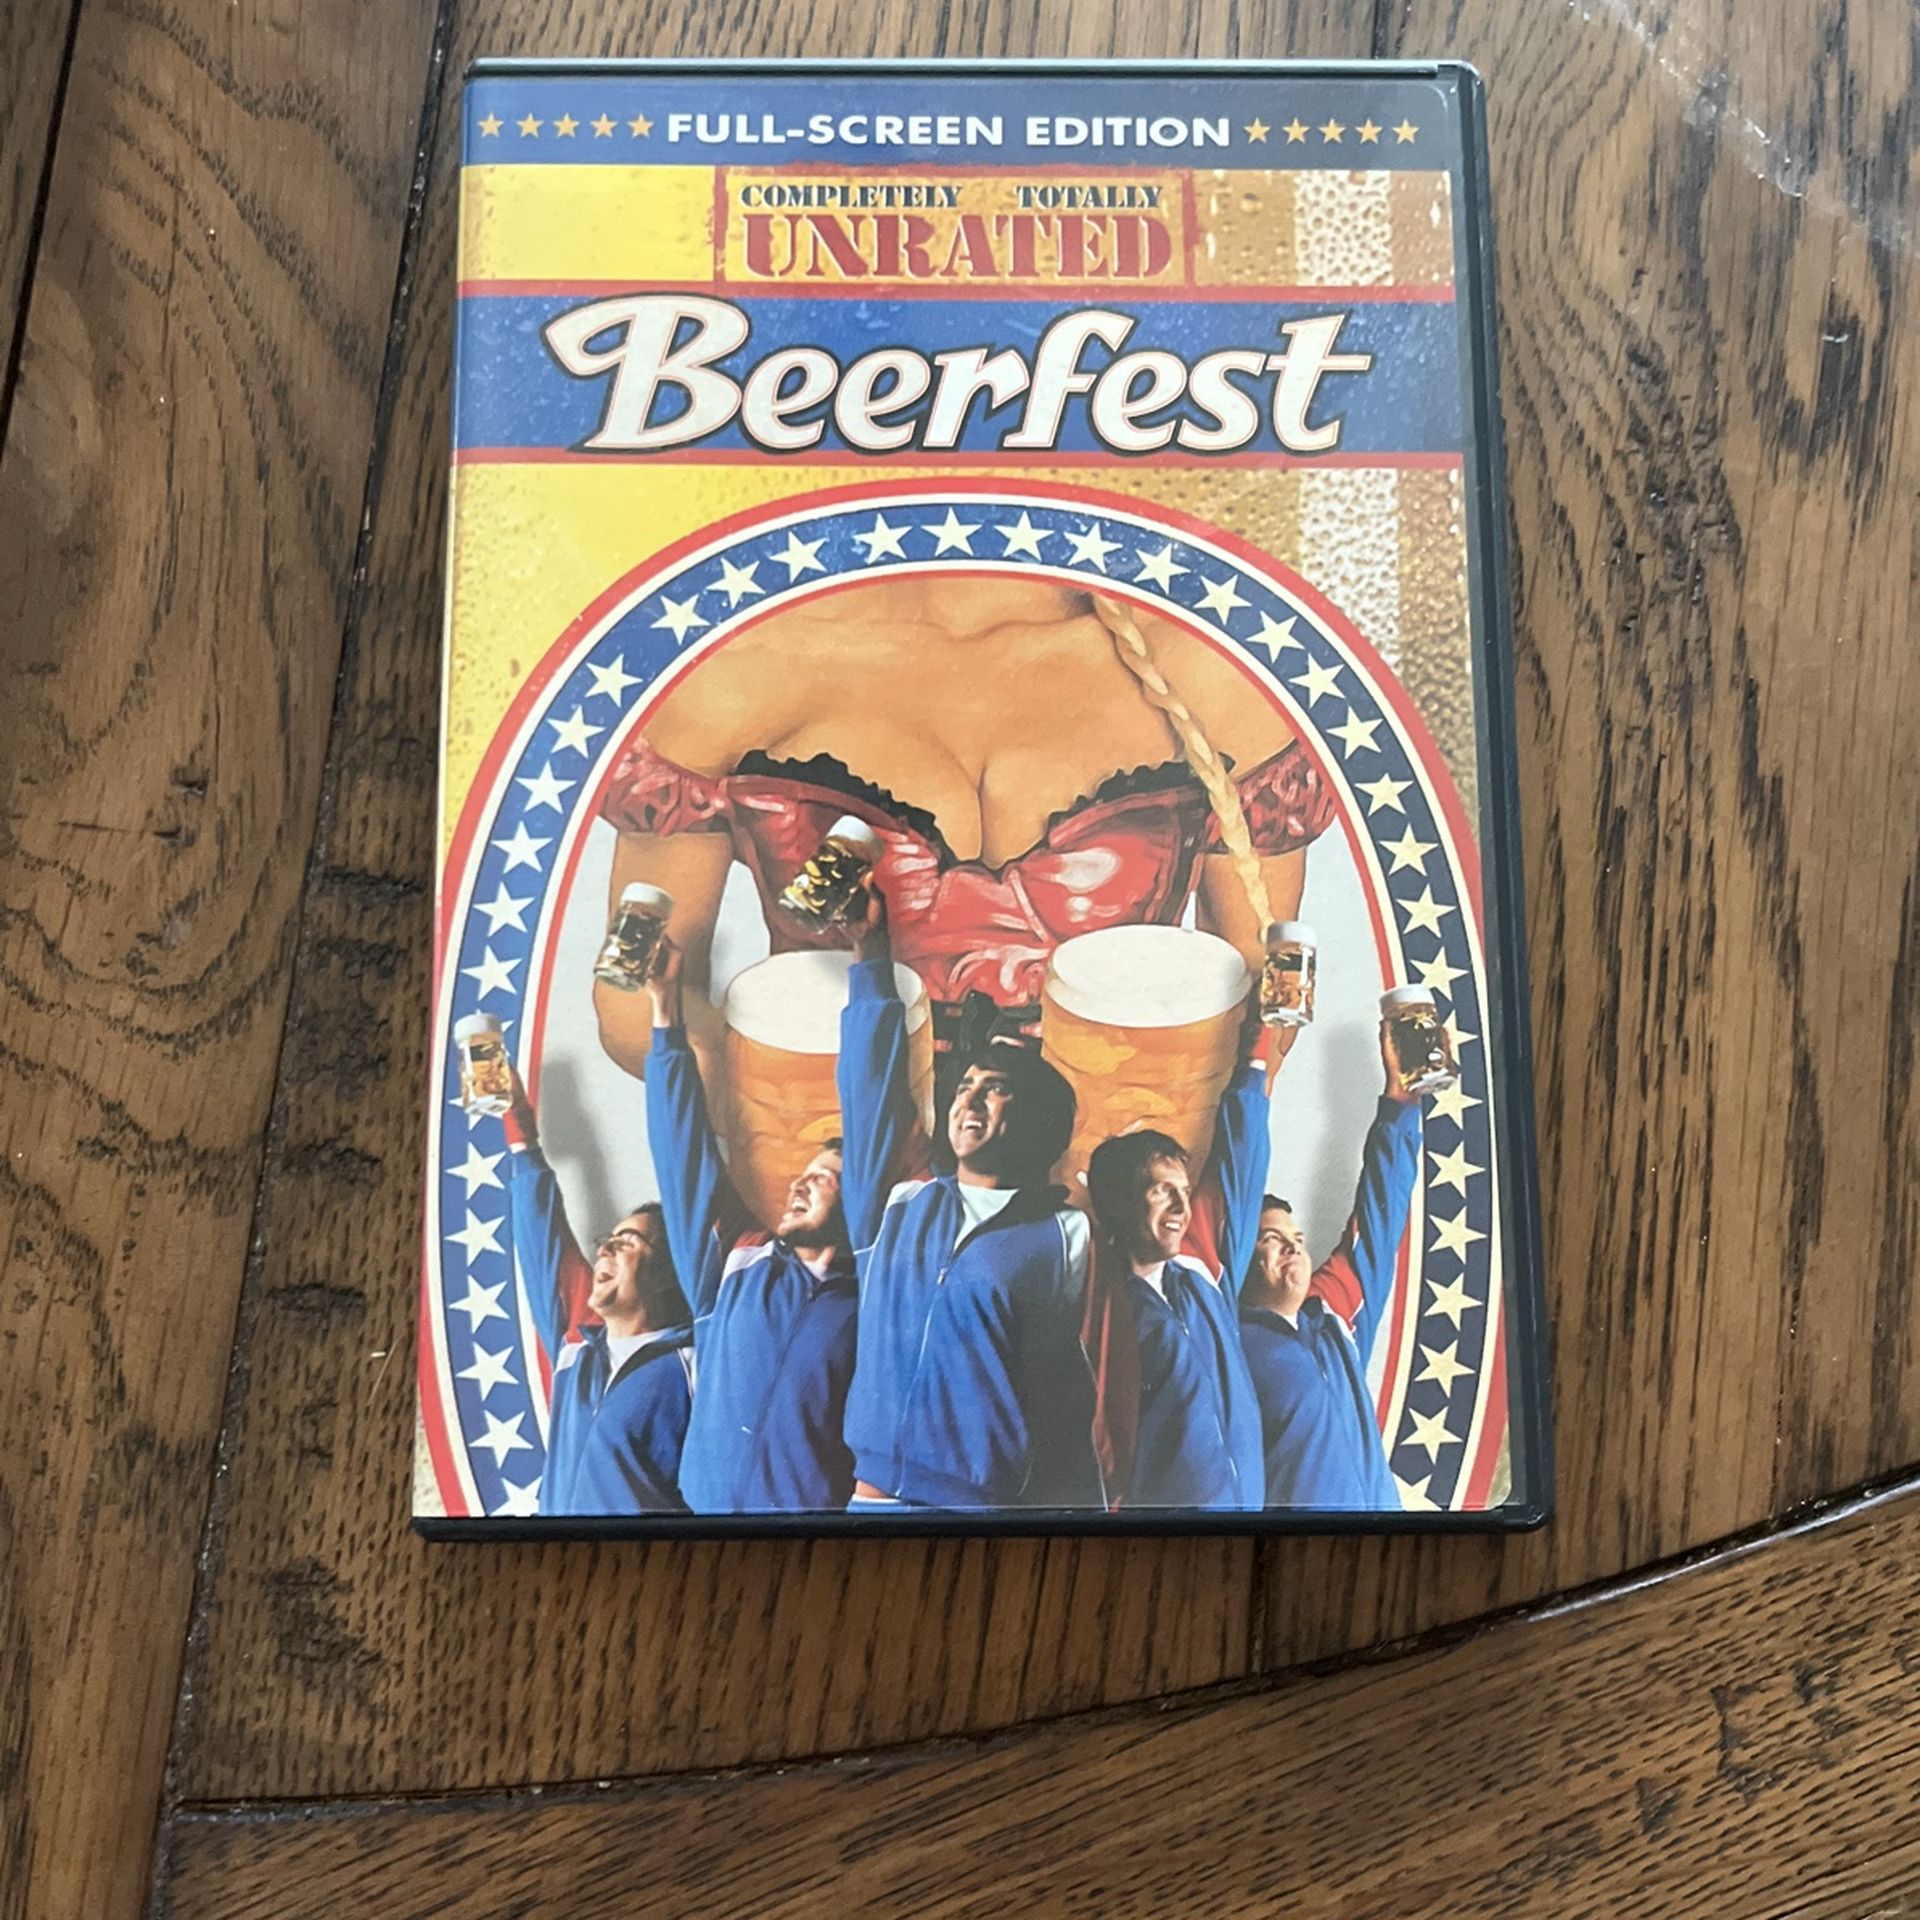 FULL-SCREEN EDITION
COMPLETELY TOTALLY
UNRATED
Beerfest